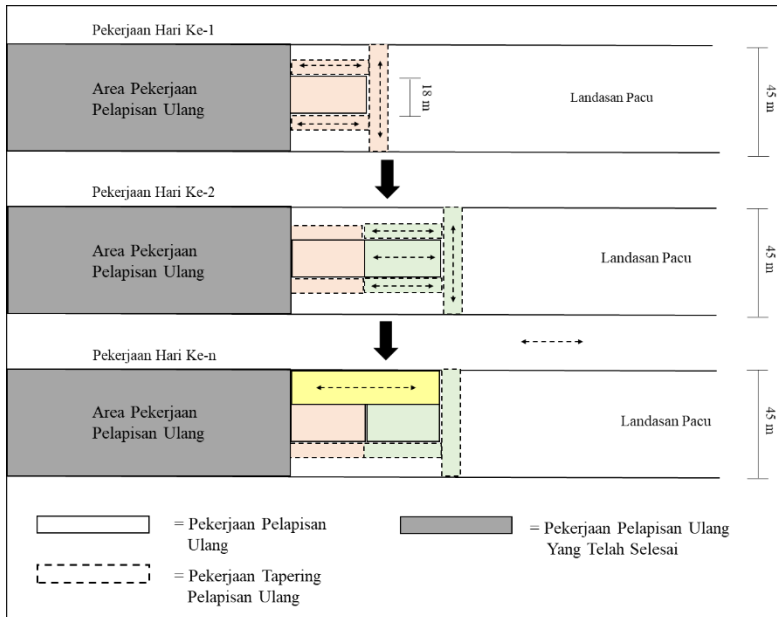 Pekerjaan Hari Ke-1
Area Pekerjaan
Pelapisan Ulang
18 m
Landasan Pacu
45 m
Pekerjaan Hari Ke-2
Area Pekerjaan
Pelapisan Ulang
Landasan Pacu
45 m
Pekerjaan Hari Ke-n
Area Pekerjaan
Pelapisan Ulang
Landasan Pacu
45 m
= Pekerjaan Pelapisan
Ulang
= Pekerjaan Tapering
Pelapisan Ulang
= Pekerjaan Pelapisan Ulang
Yang Telah Selesai